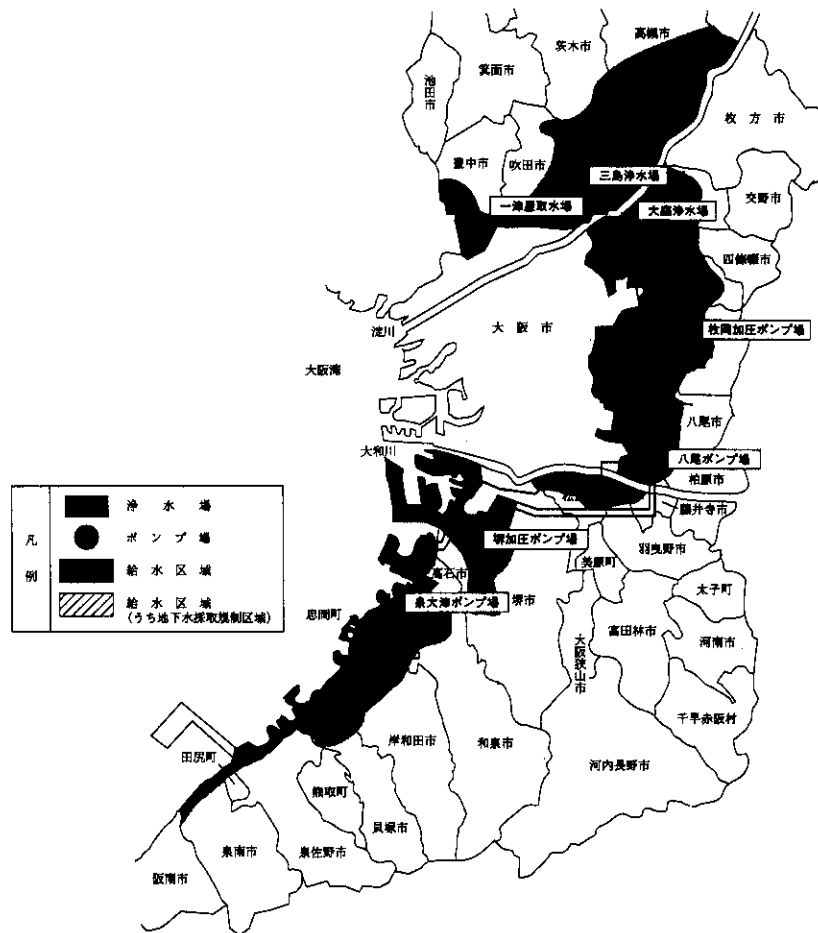 高槻市
茨木市
箕面市
池田市
枚方市
豊中市
吹田市
三島浄水場
交野市
一津屋取水場
大庭浄水場
四條畷市
淀川
大阪市
枚岡加圧ポンプ場
大阪湾
八尾市
大和川
八尾ポンプ場
柏原市
松
藤井寺市
堺加圧ポンプ場
羽曳野市
美原町
高石市
太子町
泉大津ポンプ場
堺市
忠岡町
富田林市
河南市
大阪狭山市
千早赤阪村
岸和田市
和泉市
田尻町
河内長野市
熊取町
貝塚市
泉南市
泉佐野市
阪南市
凡例
浄水場
ポンプ場
給水区域
給水区域
(うち地下水採取規制区域)